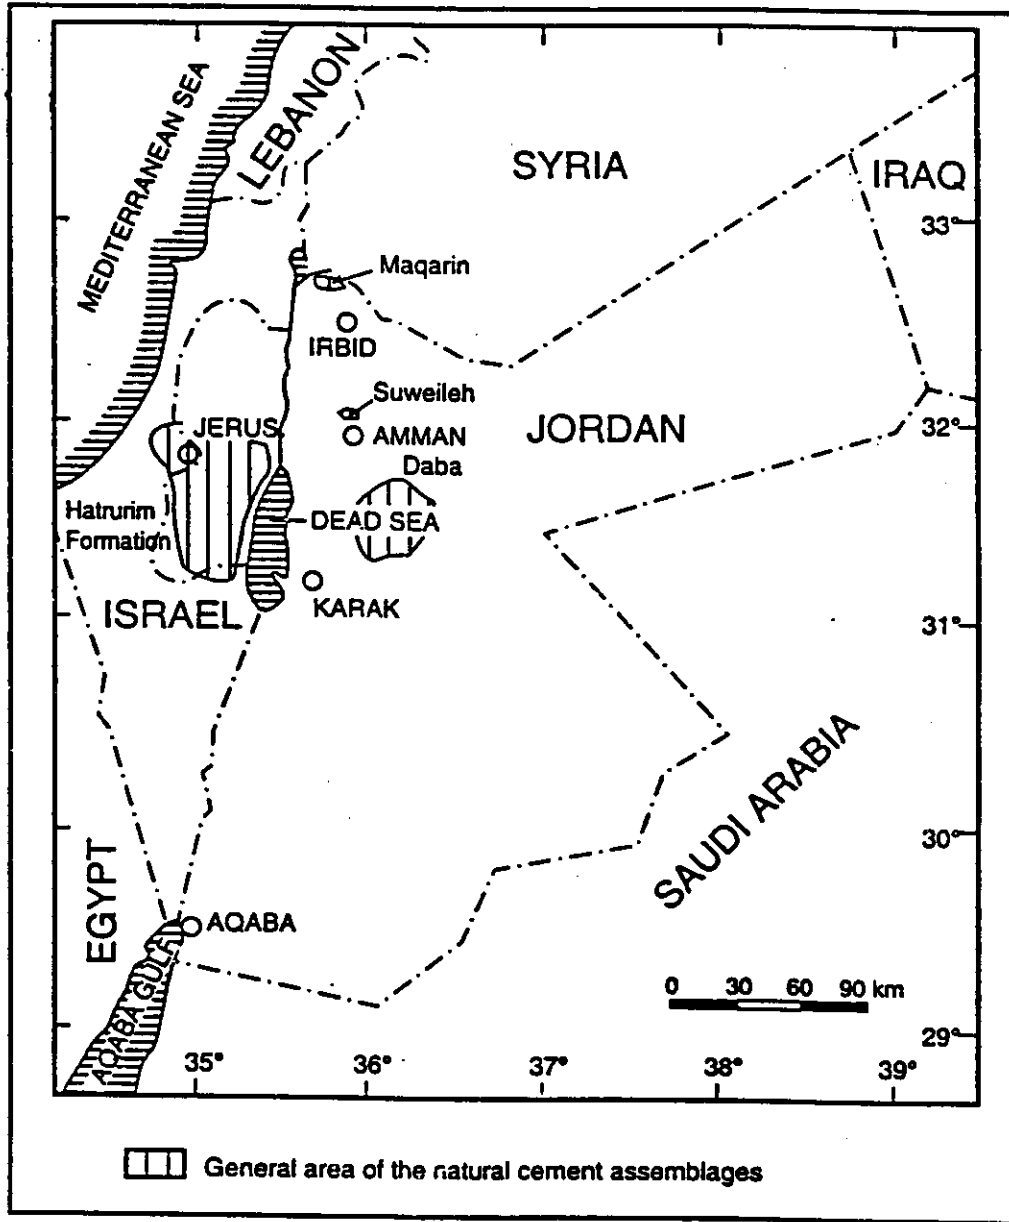 MEDITERRANEAN SEA
LEBANON
SYRIA
IRAQ
33°
Maqarin
IRBID
Suweileh
JERUS
AMMAN
JORDAN
32°
Daba
Hatrurim
Formation
DEAD SEA
KARAK
ISRAEL
31°
SAUDI ARABIA
30°
EGYPT
AQABA
AQABA GULF
0 30 60 90 km
29°
35° 36° 37° 38° 39°
General area of the natural cement assemblages